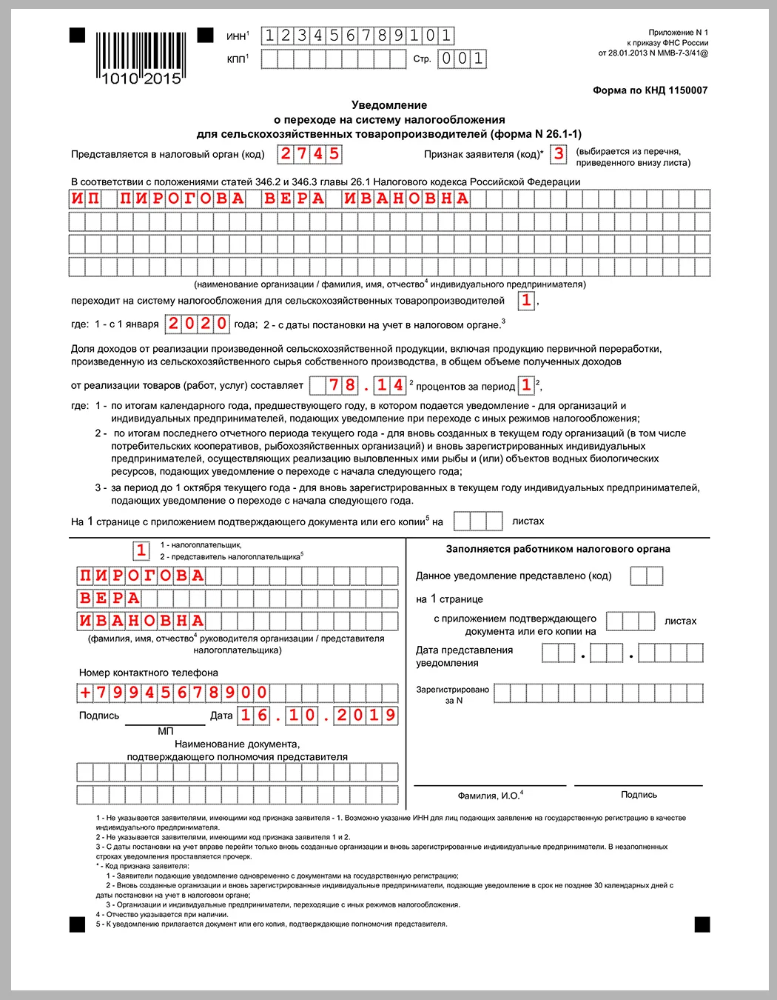 ИНН1 123456789101
КПП1 Стр. 001
1010 2015
Приложение N 1
к приказу ФНС России
от 28.01.2013 N ММВ-7-3/41@
Форма по КНД 1150007
Уведомление
о переходе на систему налогообложения
для сельскохозяйственных товаропроизводителей (форма N 26.1-1)
Представляется в налоговый орган (код) 2745 Признак заявителя (код)* 3 (выбирается из перечня,
приведенного внизу листа)
В соответствии с положениями статей 346.2 и 346.3 главы 26.1 Налогового кодекса Российской Федерации
ИП ПИРОГОВА ВЕРА ИВАНОВНА
(наименование организации / фамилия, имя, отчество4 индивидуального предпринимателя)
переходит на систему налогообложения для сельскохозяйственных товаропроизводителей 1,
где: 1 - с 1 января 2020 года; 2 - с даты постановки на учет в налоговом органе.3
Доля доходов от реализации произведенной сельскохозяйственной продукции, включая продукцию первичной переработки,
произведенную из сельскохозяйственного сырья собственного производства, в общем объеме полученных доходов
от реализации товаров (работ, услуг) составляет 78.14 2 процентов за период 1 2,
где: 1 - по итогам календарного года, предшествующего году, в котором подается уведомление - для организаций и
индивидуальных предпринимателей, подающих уведомление при переходе с иных режимов налогообложения;
2 - по итогам последнего отчетного периода текущего года - для вновь созданных в текущем году организаций (в том числе
потребительских кооперативов, рыбохозяйственных организаций) и вновь зарегистрированных индивидуальных
предпринимателей, осуществляющих реализацию выловленных ими рыбы и (или) объектов водных биологических
ресурсов, подающих уведомление о переходе с начала следующего года;
3 - за период до 1 октября текущего года - для вновь зарегистрированных в текущем году индивидуальных предпринимателей,
подающих уведомление о переходе с начала следующего года.
На 1 странице с приложением подтверждающего документа или его копии5 на листах
1 1 - налогоплательщик,
2 - представитель налогоплательщика5
ПИРОГОВА
ВЕРА
ИВАНОВНА
(фамилия, имя, отчество4 руководителя организации / представителя
налогоплательщика)
Номер контактного телефона
+79945678900
Подпись Дата 16.10.2019
МП
Наименование документа,
подтверждающего полномочия представителя
Заполняется работником налогового органа
Данное уведомление представлено (код)
на 1 странице
с приложением подтверждающего
документа или его копии на листах
Дата представления
уведомления . .
Зарегистрировано
за N
Фамилия, И.О.4 Подпись
1 - Не указывается заявителями, имеющими код признака заявителя - 1. Возможно указание ИНН для лиц подающих заявление на государственную регистрацию в качестве
индивидуального предпринимателя.
2 - Не указывается заявителями, имеющими код признака заявителя 1 и 2.
3 - С даты постановки на учет вправе перейти только вновь созданные организации и вновь зарегистрированные индивидуальные предприниматели. В незаполненных
строках уведомления проставляется прочерк.
* - Код признака заявителя:
1 - Заявители подающие уведомление одновременно с документами на государственную регистрацию;
2 - Вновь созданные организации и вновь зарегистрированные индивидуальные предприниматели, подающие уведомление в срок не позднее 30 календарных дней с
даты постановки на учет в налоговом органе;
3 - Организации и индивидуальные предприниматели, переходящие с иных режимов налогообложения.
4 - Отчество указывается при наличии.
5 - К уведомлению прилагается документ или его копия, подтверждающие полномочия представителя.